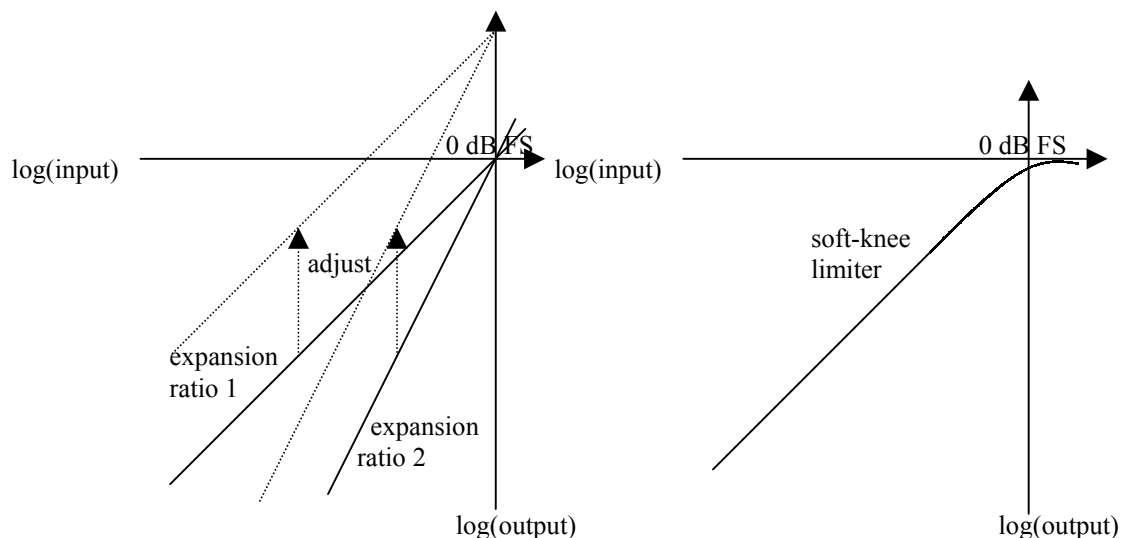 0 dB FS
log(input)
adjust
expansion
ratio 1
expansion
ratio 2
log(output)
0 dB FS
log(input)
soft-knee
limiter
log(output)